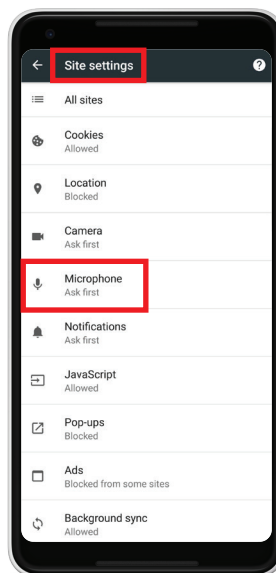 Site settings
All sites
Cookies
Allowed
Location
Blocked
Camera
Ask first
Microphone
Ask first
Notifications
Ask first
JavaScript
Allowed
Pop-ups
Blocked
Ads
Blocked from some sites
Background sync
Allowed